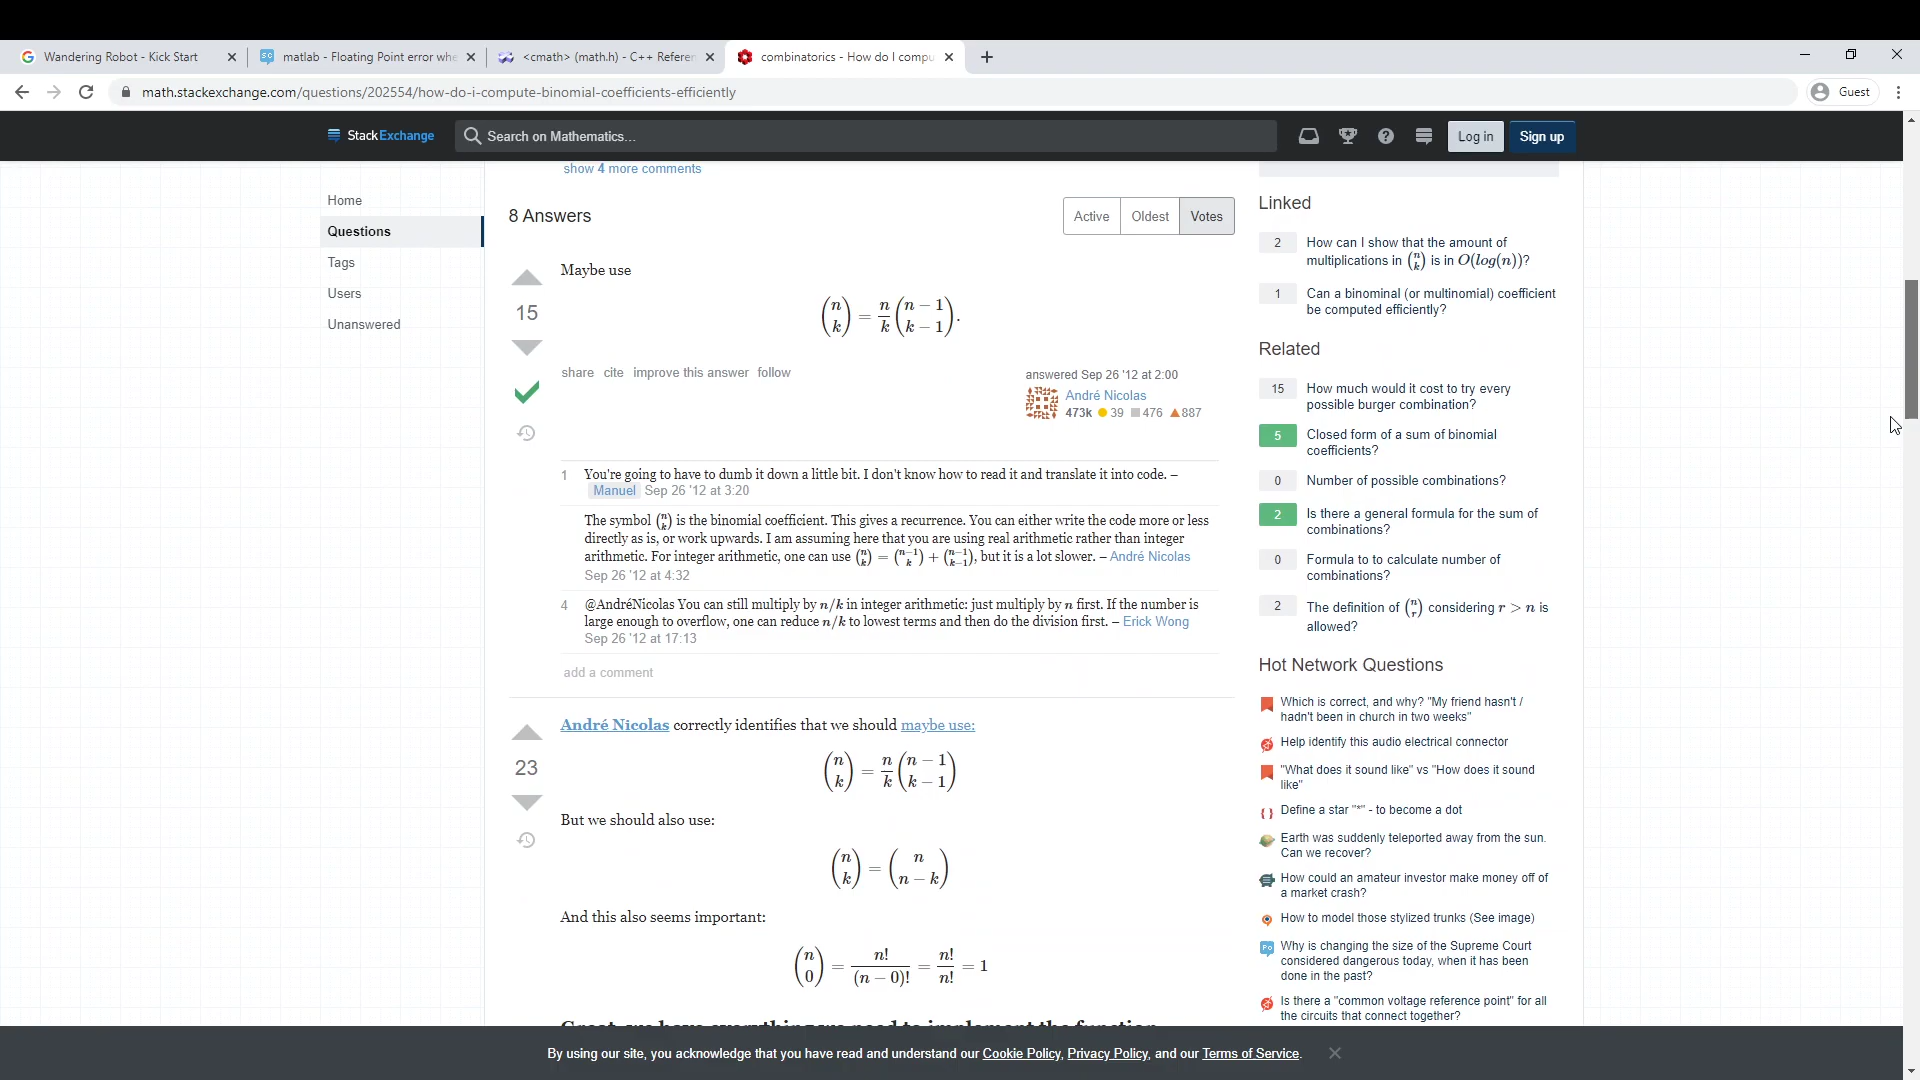 Wandering Robot - Kick Start
matlab - Floating Point error whe
<cmath> (math.h) - C++ Referen
combinatorics - How do I compu
math.stackexchange.com/questions/202554/how-do-i-compute-binomial-coefficients-efficiently
Guest
StackExchange
Search on Mathematics...
Log in
Sign up
show 4 more comments
Home
Questions
Tags
Users
Unanswered
8 Answers
Active
Oldest
Votes
15
Maybe use
(n k) = n/k (n − 1 k − 1).
share cite improve this answer follow
answered Sep 26 '12 at 2:00
André Nicolas
473k 39 476 887
1 You're going to have to dumb it down a little bit. I don't know how to read it and translate it into code. –
Manuel Sep 26 '12 at 3:20
The symbol (n k) is the binomial coefficient. This gives a recurrence. You can either write the code more or less
directly as is, or work upwards. I am assuming here that you are using real arithmetic rather than integer
arithmetic. For integer arithmetic, one can use (n k) = (n−1 k) + (n−1 k−1), but it is a lot slower. – André Nicolas
Sep 26 '12 at 4:32
4 @AndréNicolas You can still multiply by n/k in integer arithmetic: just multiply by n first. If the number is
large enough to overflow, one can reduce n/k to lowest terms and then do the division first. – Erick Wong
Sep 26 '12 at 17:13
add a comment
23
André Nicolas correctly identifies that we should maybe use:
(n k) = n/k (n − 1 k − 1)
But we should also use:
(n k) = (n n − k)
And this also seems important:
(n 0) = n!/(n − 0)! = n!/n! = 1
Linked
2 How can I show that the amount of
multiplications in (n k) is in O(log(n))?
1 Can a binominal (or multinomial) coefficient
be computed efficiently?
Related
15 How much would it cost to try every
possible burger combination?
5 Closed form of a sum of binomial
coefficients?
0 Number of possible combinations?
2 Is there a general formula for the sum of
combinations?
0 Formula to to calculate number of
combinations?
2 The definition of (n r) considering r > n is
allowed?
Hot Network Questions
Which is correct, and why? "My friend hasn't /
hadn't been in church in two weeks"
Help identify this audio electrical connector
"What does it sound like" vs "How does it sound
like"
Define a star "*" - to become a dot
Earth was suddenly teleported away from the sun.
Can we recover?
How could an amateur investor make money off of
a market crash?
How to model those stylized trunks (See image)
Why is changing the size of the Supreme Court
considered dangerous today, when it has been
done in the past?
Is there a "common voltage reference point" for all
the circuits that connect together?
By using our site, you acknowledge that you have read and understand our Cookie Policy, Privacy Policy, and our Terms of Service.